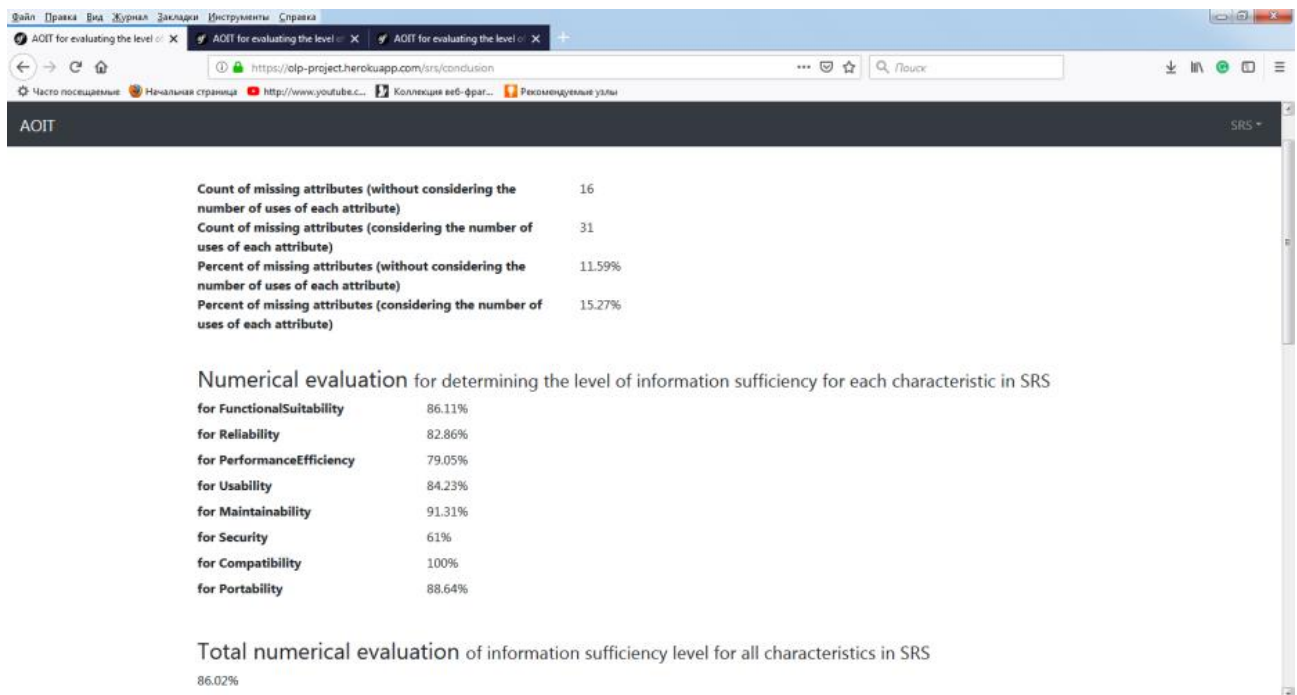 Файл Правка Вид Журнал Закладки Инструменты Справка
AOIT for evaluating the level of AOIT for evaluating the level of AOIT for evaluating the level of
https://olp-project.herokuapp.com/srs/conclusion Поиск
Часто посещаемые Начальная страница http://www.youtube.c... Коллекция веб-фраг... Рекомендуемые узлы
AOIT SRS
Count of missing attributes (without considering the 16
number of uses of each attribute)
Count of missing attributes (considering the number of 31
uses of each attribute)
Percent of missing attributes (without considering the 11.59%
number of uses of each attribute)
Percent of missing attributes (considering the number of 15.27%
uses of each attribute)
Numerical evaluation for determining the level of information sufficiency for each characteristic in SRS
for FunctionalSuitability 86.11%
for Reliability 82.86%
for PerformanceEfficiency 79.05%
for Usability 84.23%
for Maintainability 91.31%
for Security 61%
for Compatibility 100%
for Portability 88.64%
Total numerical evaluation of information sufficiency level for all characteristics in SRS
86.02%